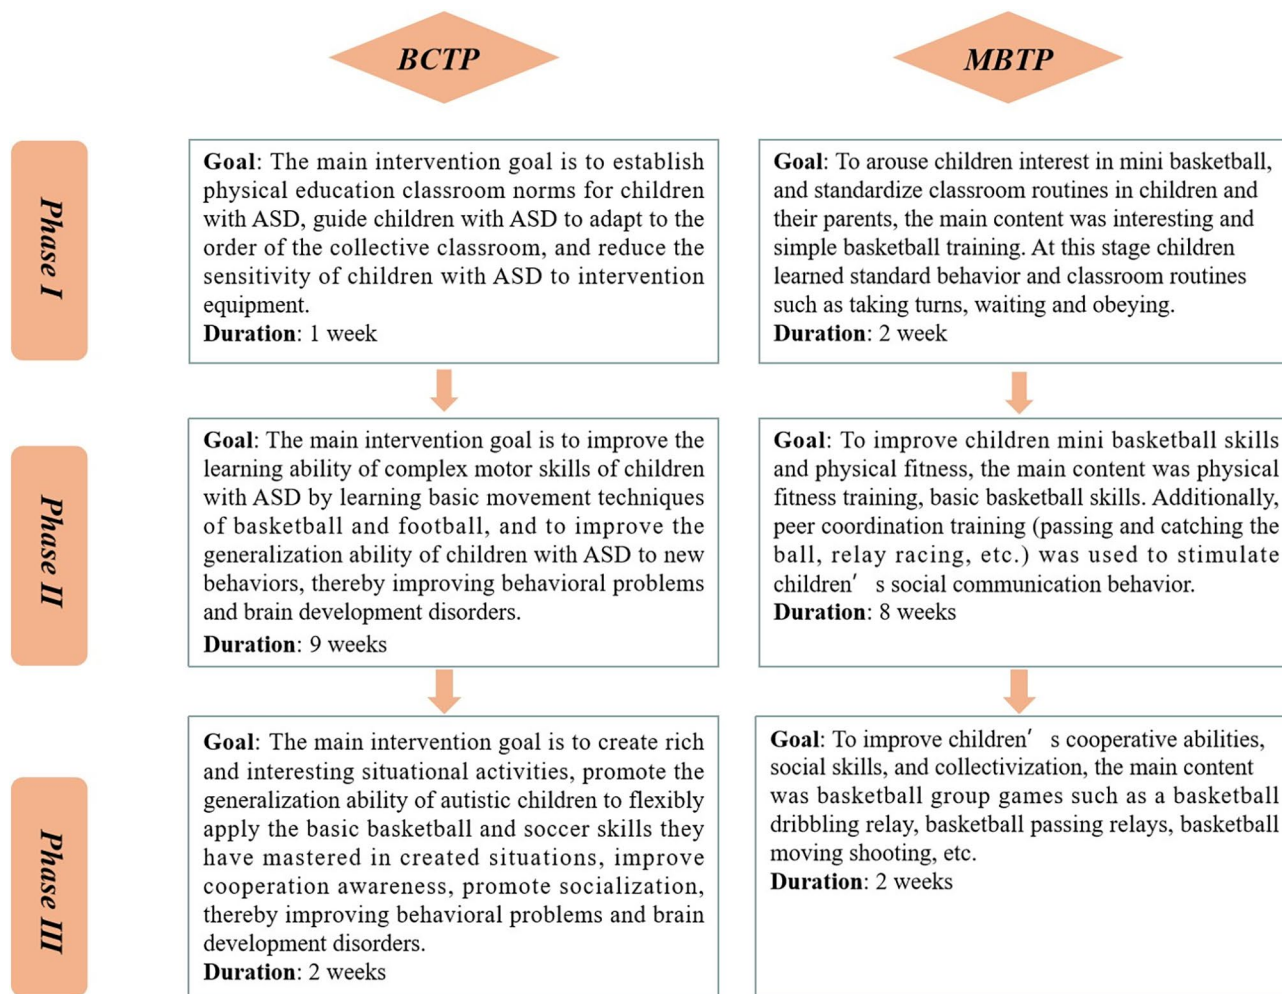 BCTP
MBTP
Phase I
Goal: The main intervention goal is to establish
physical education classroom norms for children
with ASD, guide children with ASD to adapt to the
order of the collective classroom, and reduce the
sensitivity of children with ASD to intervention
equipment.
Duration: 1 week
Goal: To arouse children interest in mini basketball,
and standardize classroom routines in children and
their parents, the main content was interesting and
simple basketball training. At this stage children
learned standard behavior and classroom routines
such as taking turns, waiting and obeying.
Duration: 2 week
Phase II
Goal: The main intervention goal is to improve the
learning ability of complex motor skills of children
with ASD by learning basic movement techniques
of basketball and football, and to improve the
generalization ability of children with ASD to new
behaviors, thereby improving behavioral problems
and brain development disorders.
Duration: 9 weeks
Goal: To improve children mini basketball skills
and physical fitness, the main content was physical
fitness training, basic basketball skills. Additionally,
peer coordination training (passing and catching the
ball, relay racing, etc.) was used to stimulate
children′ s social communication behavior.
Duration: 8 weeks
Phase III
Goal: The main intervention goal is to create rich
and interesting situational activities, promote the
generalization ability of autistic children to flexibly
apply the basic basketball and soccer skills they
have mastered in created situations, improve
cooperation awareness, promote socialization,
thereby improving behavioral problems and brain
development disorders.
Duration: 2 weeks
Goal: To improve children′ s cooperative abilities,
social skills, and collectivization, the main content
was basketball group games such as a basketball
dribbling relay, basketball passing relays, basketball
moving shooting, etc.
Duration: 2 weeks